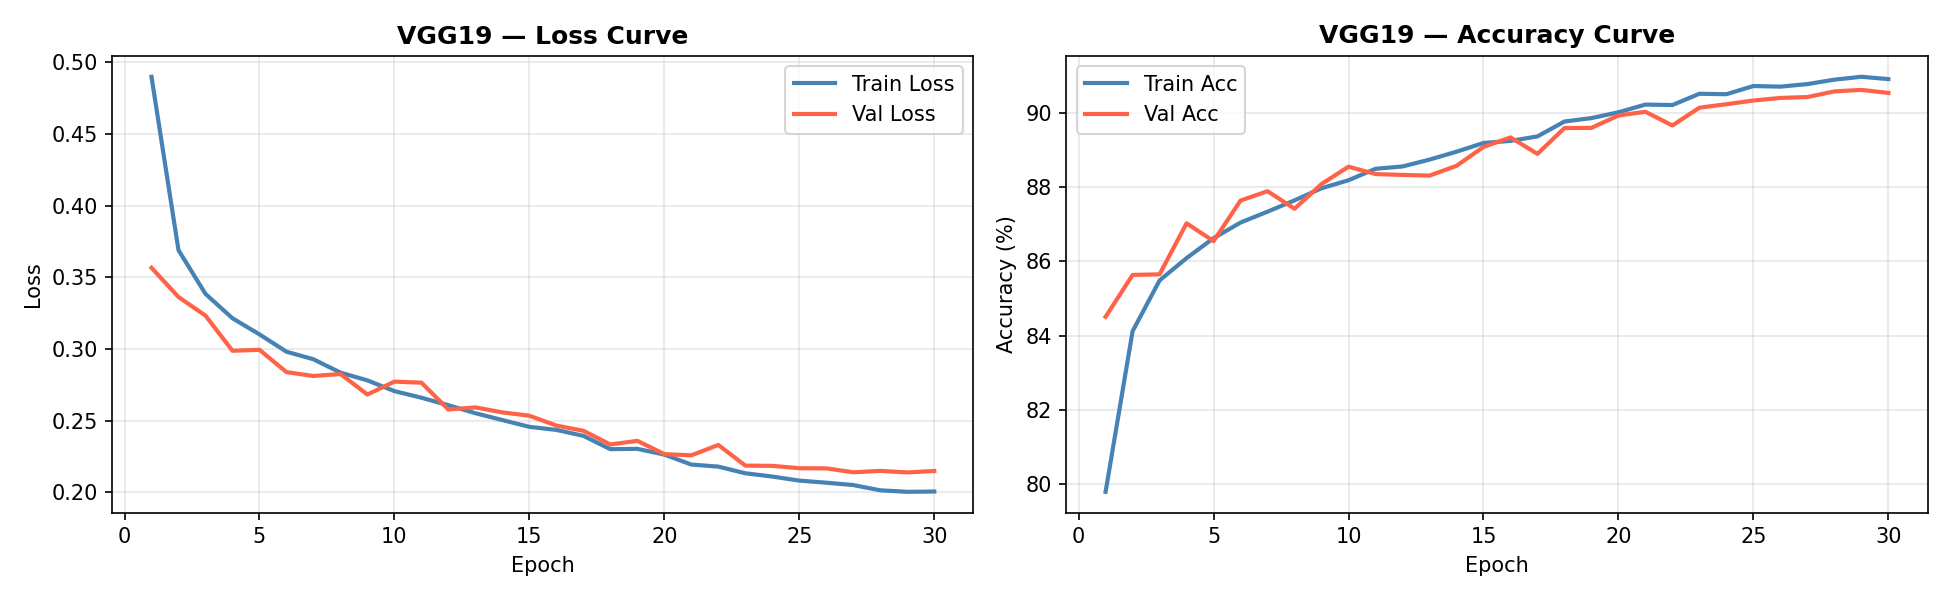 VGG19 — Loss Curve
0.50
0.45
0.40
0.35
0.30
0.25
0.20
Loss
Train Loss
Val Loss
0 5 10 15 20 25 30
Epoch
VGG19 — Accuracy Curve
90
88
86
84
82
80
Accuracy (%)
Train Acc
Val Acc
0 5 10 15 20 25 30
Epoch